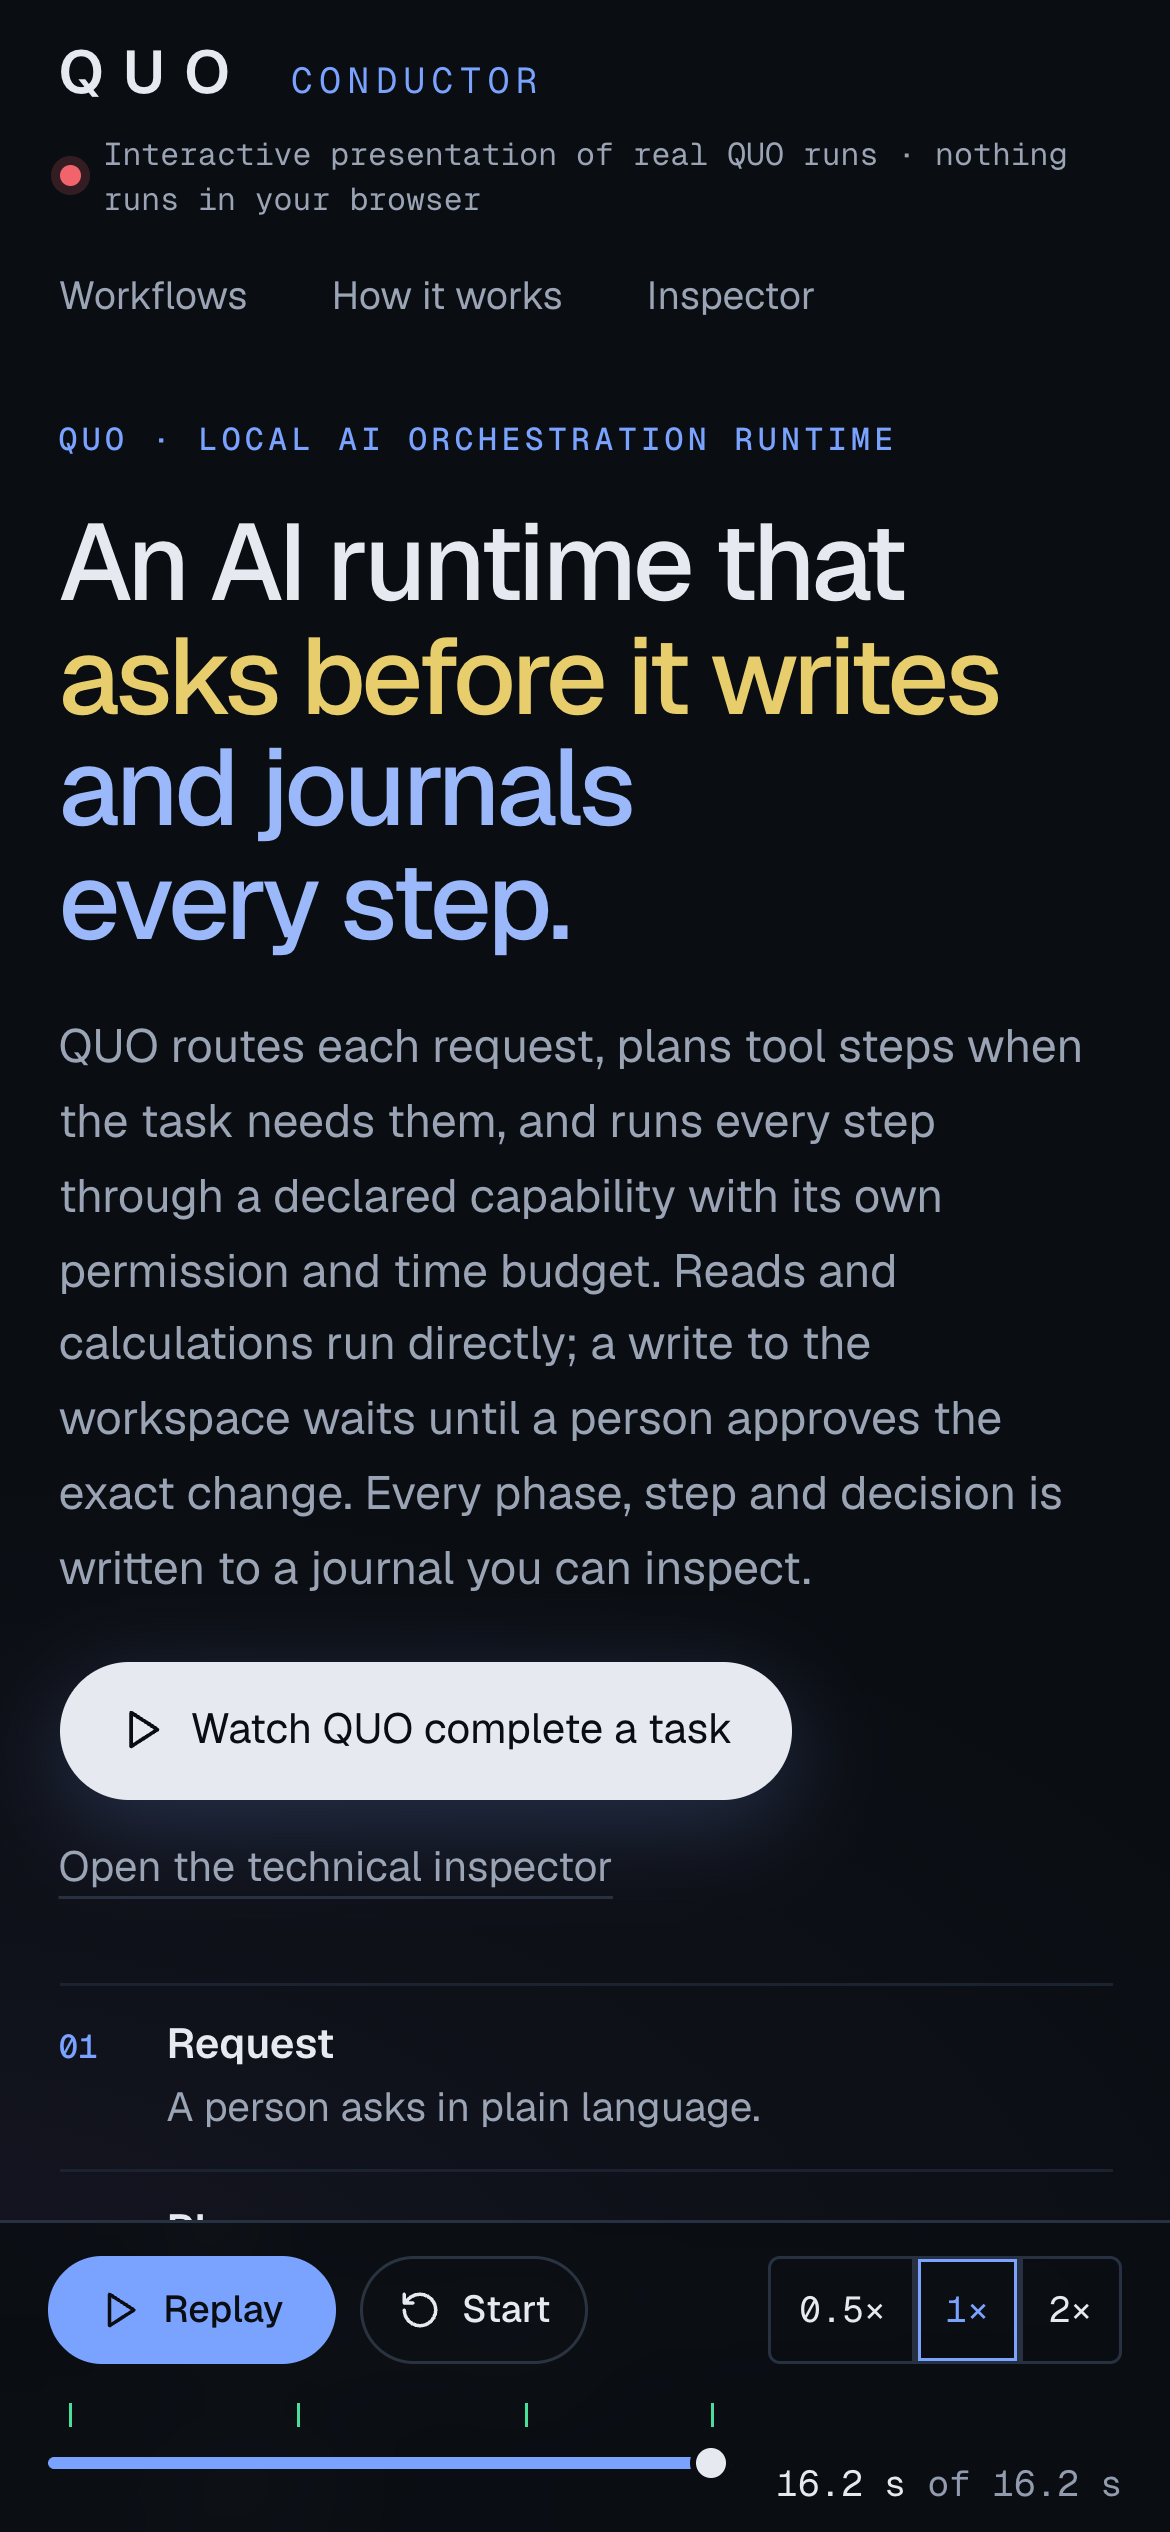 QUO CONDUCTOR
Interactive presentation of real QUO runs · nothing
runs in your browser
Workflows How it works Inspector
QUO · LOCAL AI ORCHESTRATION RUNTIME
An AI runtime that
asks before it writes
and journals
every step.
QUO routes each request, plans tool steps when
the task needs them, and runs every step
through a declared capability with its own
permission and time budget. Reads and
calculations run directly; a write to the
workspace waits until a person approves the
exact change. Every phase, step and decision is
written to a journal you can inspect.
Watch QUO complete a task
Open the technical inspector
01 Request
A person asks in plain language.
Replay Start 0.5× 1× 2×
16.2 s of 16.2 s